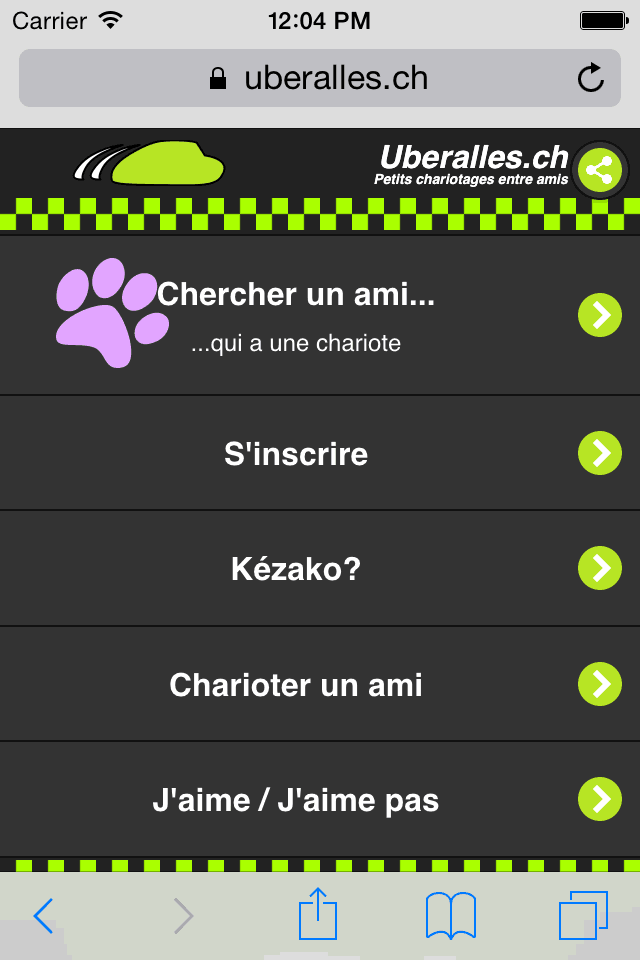 Carrier 12:04 PM
uberalles.ch
Uberalles.ch
Petits chariotages entre amis
Chercher un ami...
...qui a une chariote
S'inscrire
Kézako?
Charioter un ami
J'aime / J'aime pas